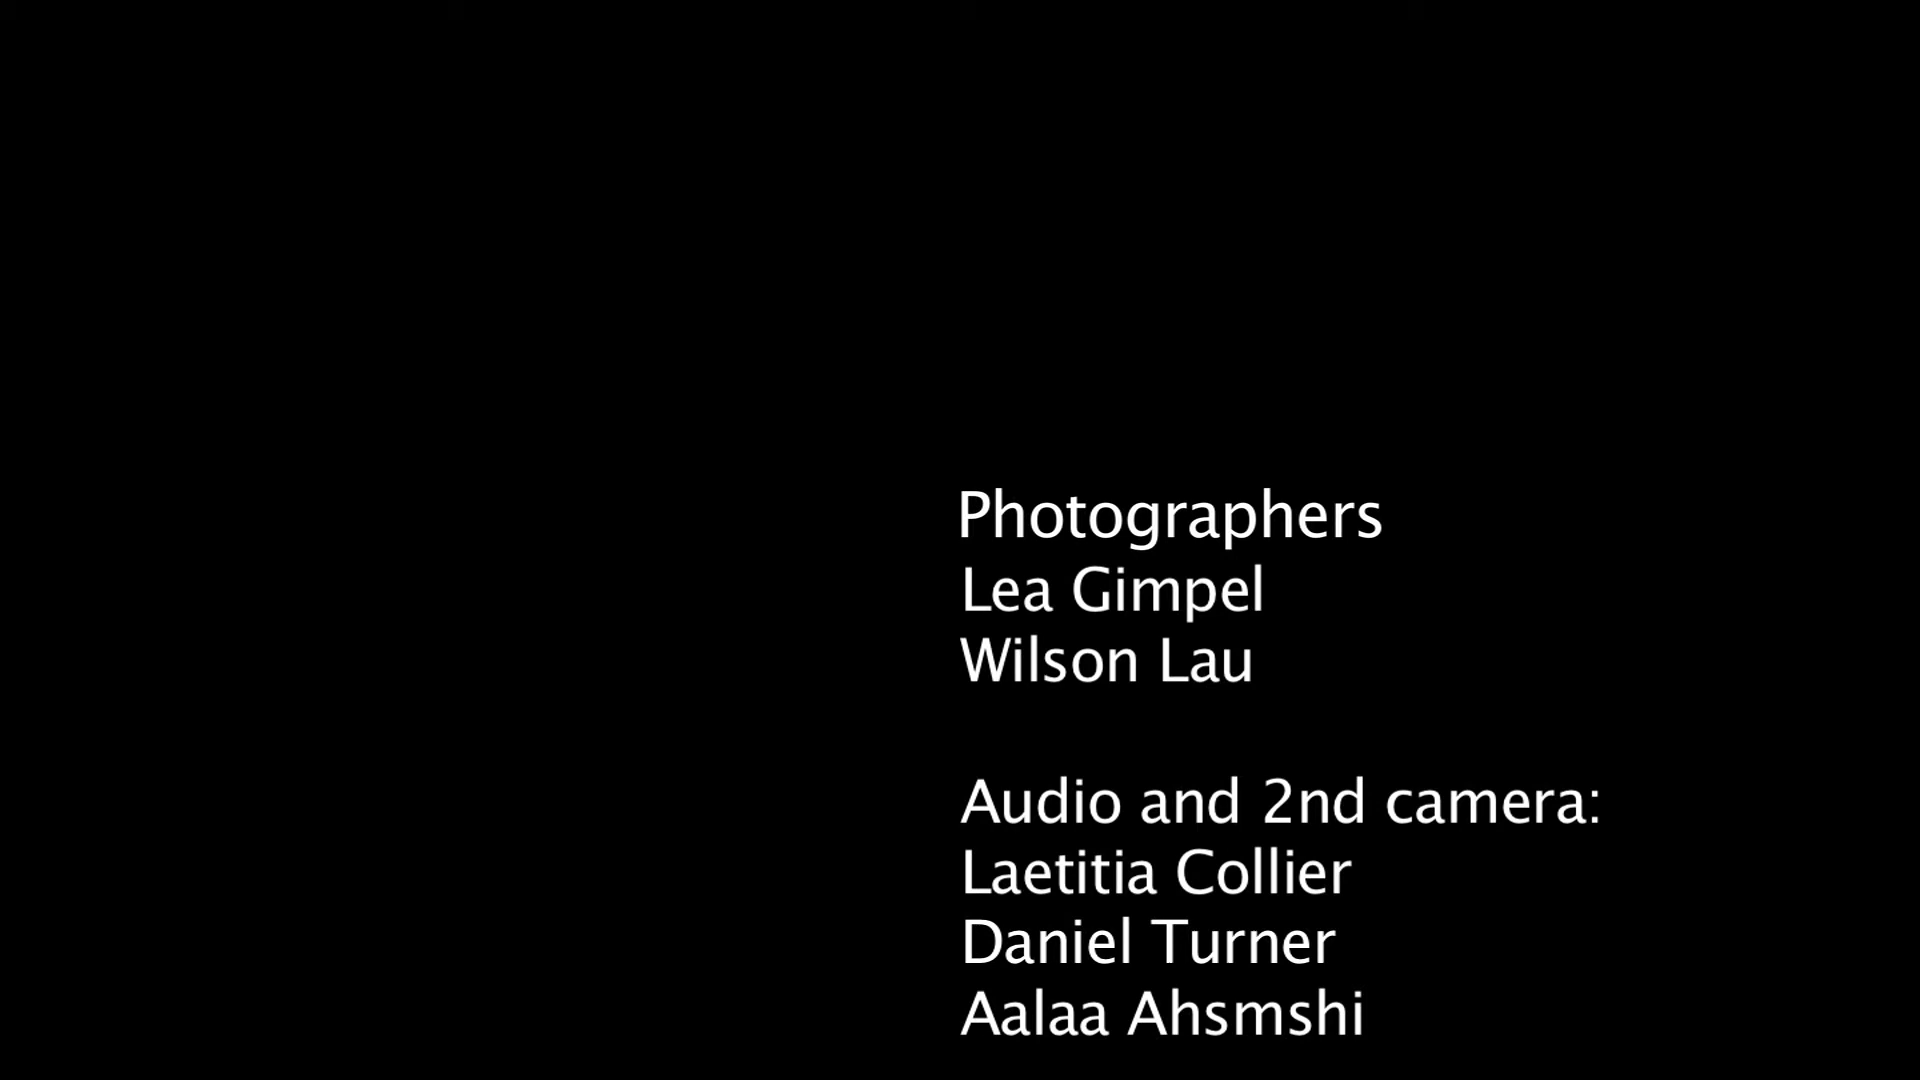 Photographers
Lea Gimpel
Wilson Lau
Audio and 2nd camera:
Laetitia Collier
Daniel Turner
Aalaa Ahsmshi